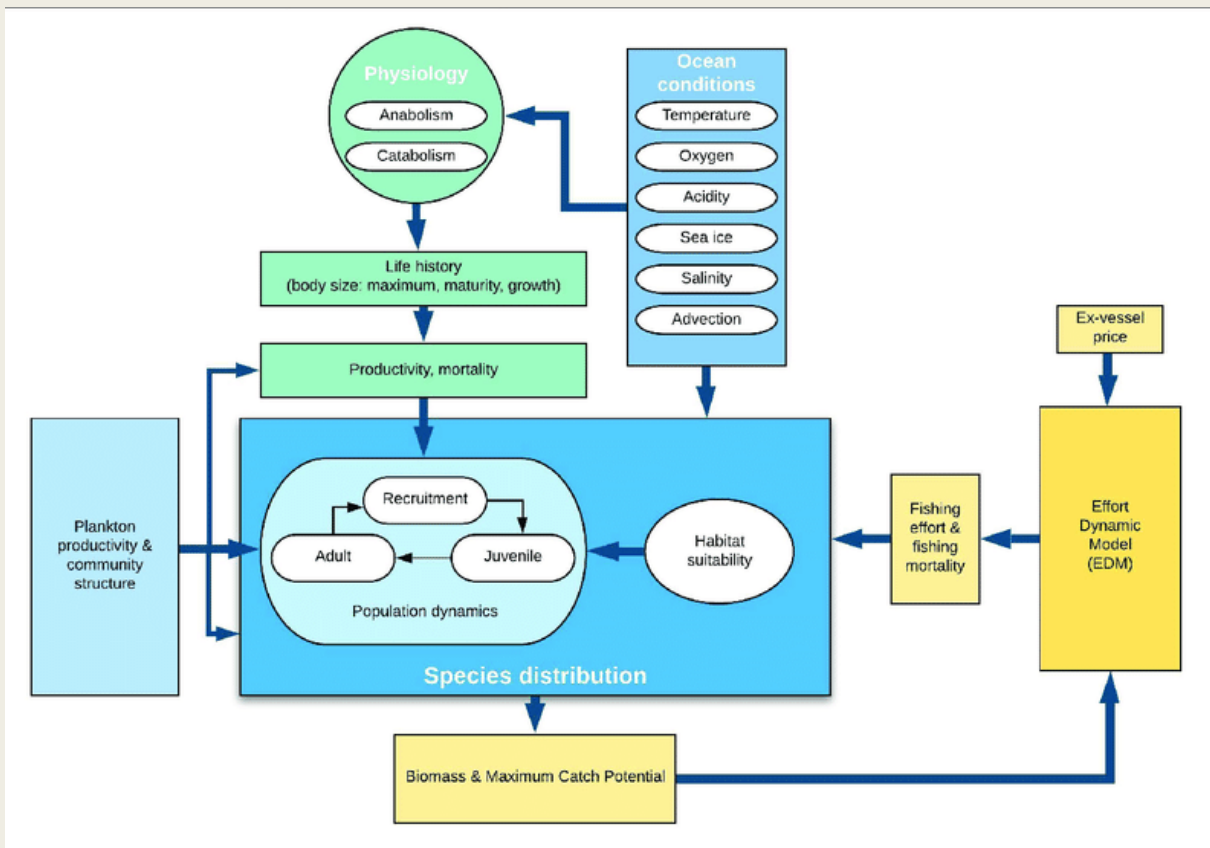 Physiology
Anabolism
Catabolism
Ocean
conditions
Temperature
Oxygen
Acidity
Sea ice
Salinity
Advection
Life history
(body size: maximum, maturity, growth)
Productivity, mortality
Ex-vessel
price
Plankton
productivity &
community
structure
Recruitment
Adult
Juvenile
Population dynamics
Habitat
suitability
Species distribution
Fishing
effort &
fishing
mortality
Effort
Dynamic
Model
(EDM)
Biomass & Maximum Catch Potential